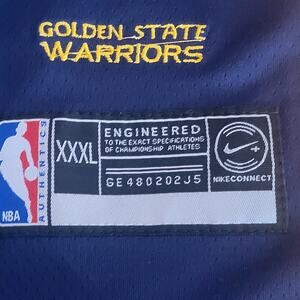 GOLDEN STATE
WARRIORS
NBA
AUTHENTICS
XXXL
ENGINEERED
TO THE EXACT SPECIFICATIONS
OF CHAMPIONSHIP ATHLETES
GE480202J5
NIKECONNECT